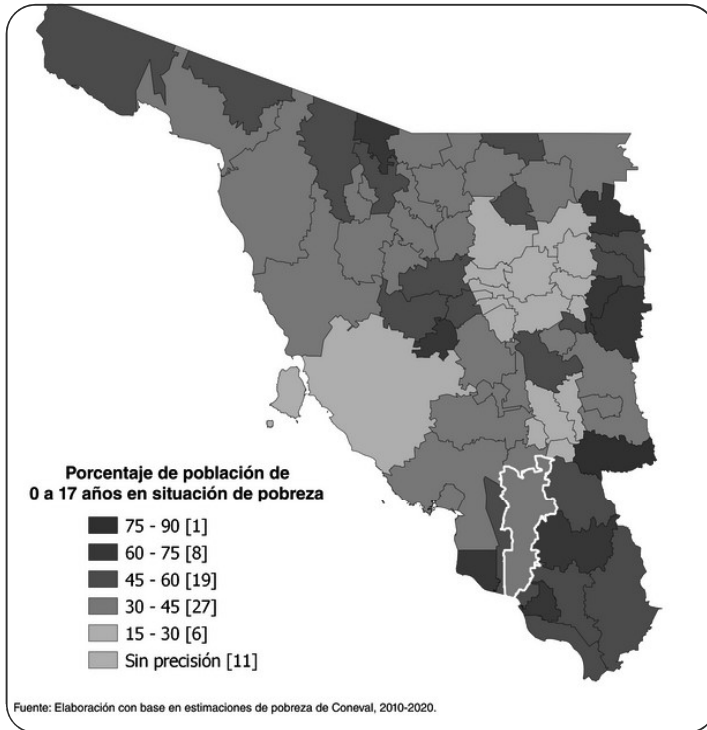 Porcentaje de población de
0 a 17 años en situación de pobreza
75 - 90 [1]
60 - 75 [8]
45 - 60 [19]
30 - 45 [27]
15 - 30 [6]
Sin precisión [11]
Fuente: Elaboración con base en estimaciones de pobreza de Coneval, 2010-2020.